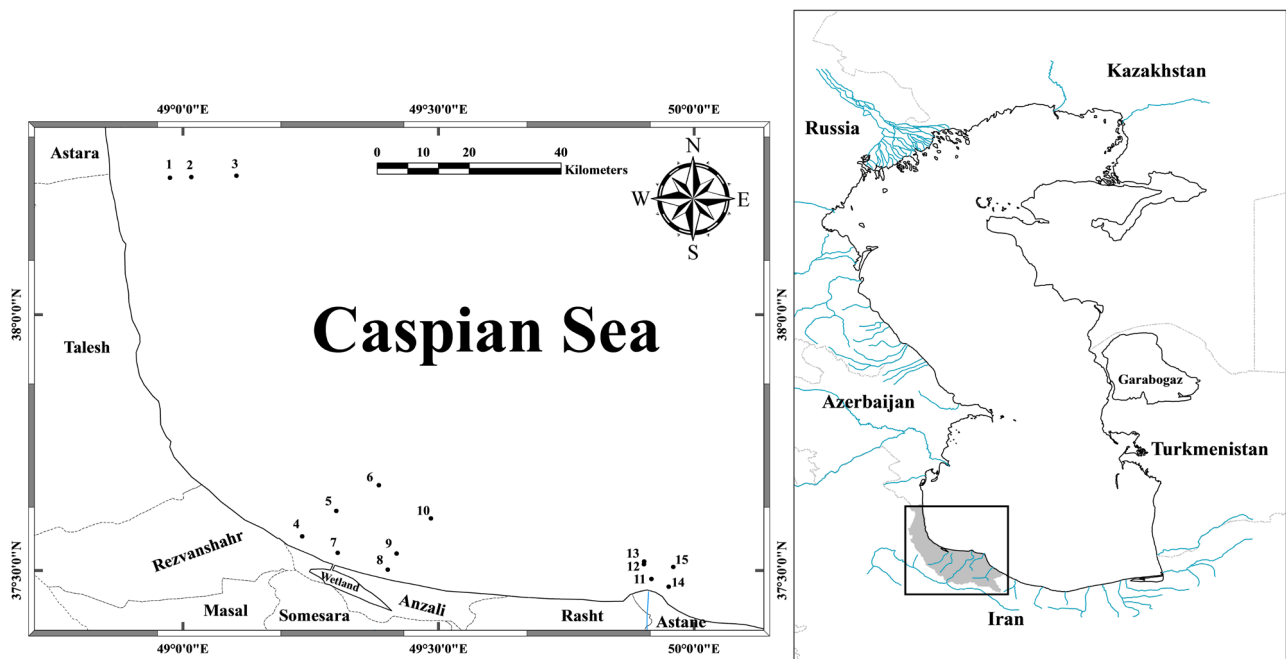 49°0'0"E 49°30'0"E 50°0'0"E
Astara
1 2 3
0 10 20 40
Kilometers
N
W E
S
38°0'0"N
38°0'0"N
Caspian Sea
Talesh
6
5
10
4
7
9
8
13
12
15
11
14
37°30'0"N
37°30'0"N
Rezvanshahr
Wetland
Masal
Somesara
Anzali
Rasht
Astane
49°0'0"E 49°30'0"E 50°0'0"E
Kazakhstan
Russia
Garabogaz
Azerbaijan
Turkmenistan
Iran